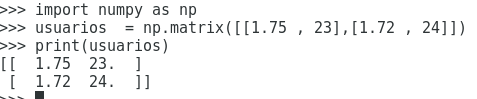 >>> import numpy as np
>>> usuarios  = np.matrix([[1.75 , 23],[1.72 , 24]])
>>> print(usuarios)
[[  1.75  23.  ]
 [  1.72  24.  ]]
>>>